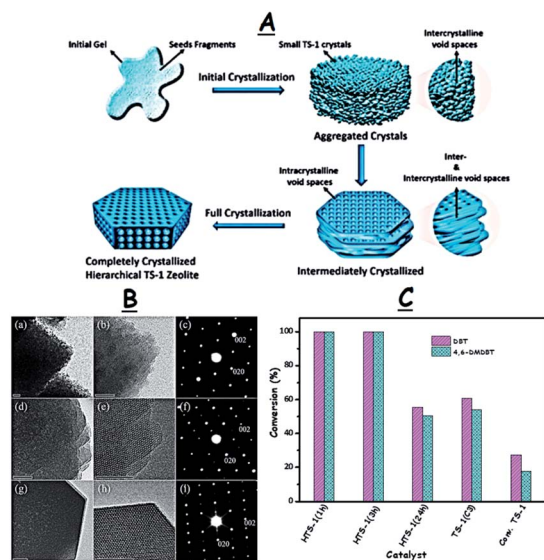 A
Initial Gel
Seeds Fragments
Initial Crystallization
Small TS-1 crystals
Intercrystalline
void spaces
Aggregated Crystals
Intracrystalline
void spaces
Inter-
&
Intercrystalline void spaces
Full Crystallization
Completely Crystallized
Hierarchical TS-1 Zeolite
Intermediately Crystallized
B
(a)
(b)
(c)
002
020
(d)
(e)
(f)
002
020
(g)
(h)
(i)
002
020
C
Conversion (%)
100
80
60
40
20
0
DBT
4,6-DMDBT
HTS-1(1h)
HTS-1(3h)
HTS-1(24h)
TS-1(C3)
Con. TS-1
Catalyst